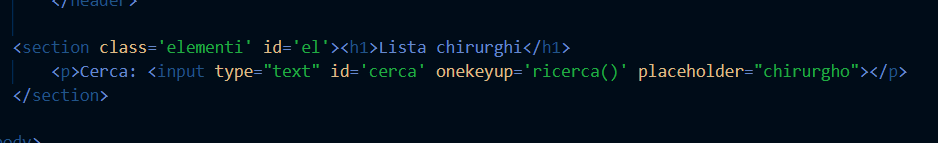 </header>
<section class='elementi' id='el'><h1>Lista chirurghi</h1>
<p>Cerca: <input type="text" id='cerca' onekeyup='ricerca()' placeholder="chirurgho"></p>
</section>
body>